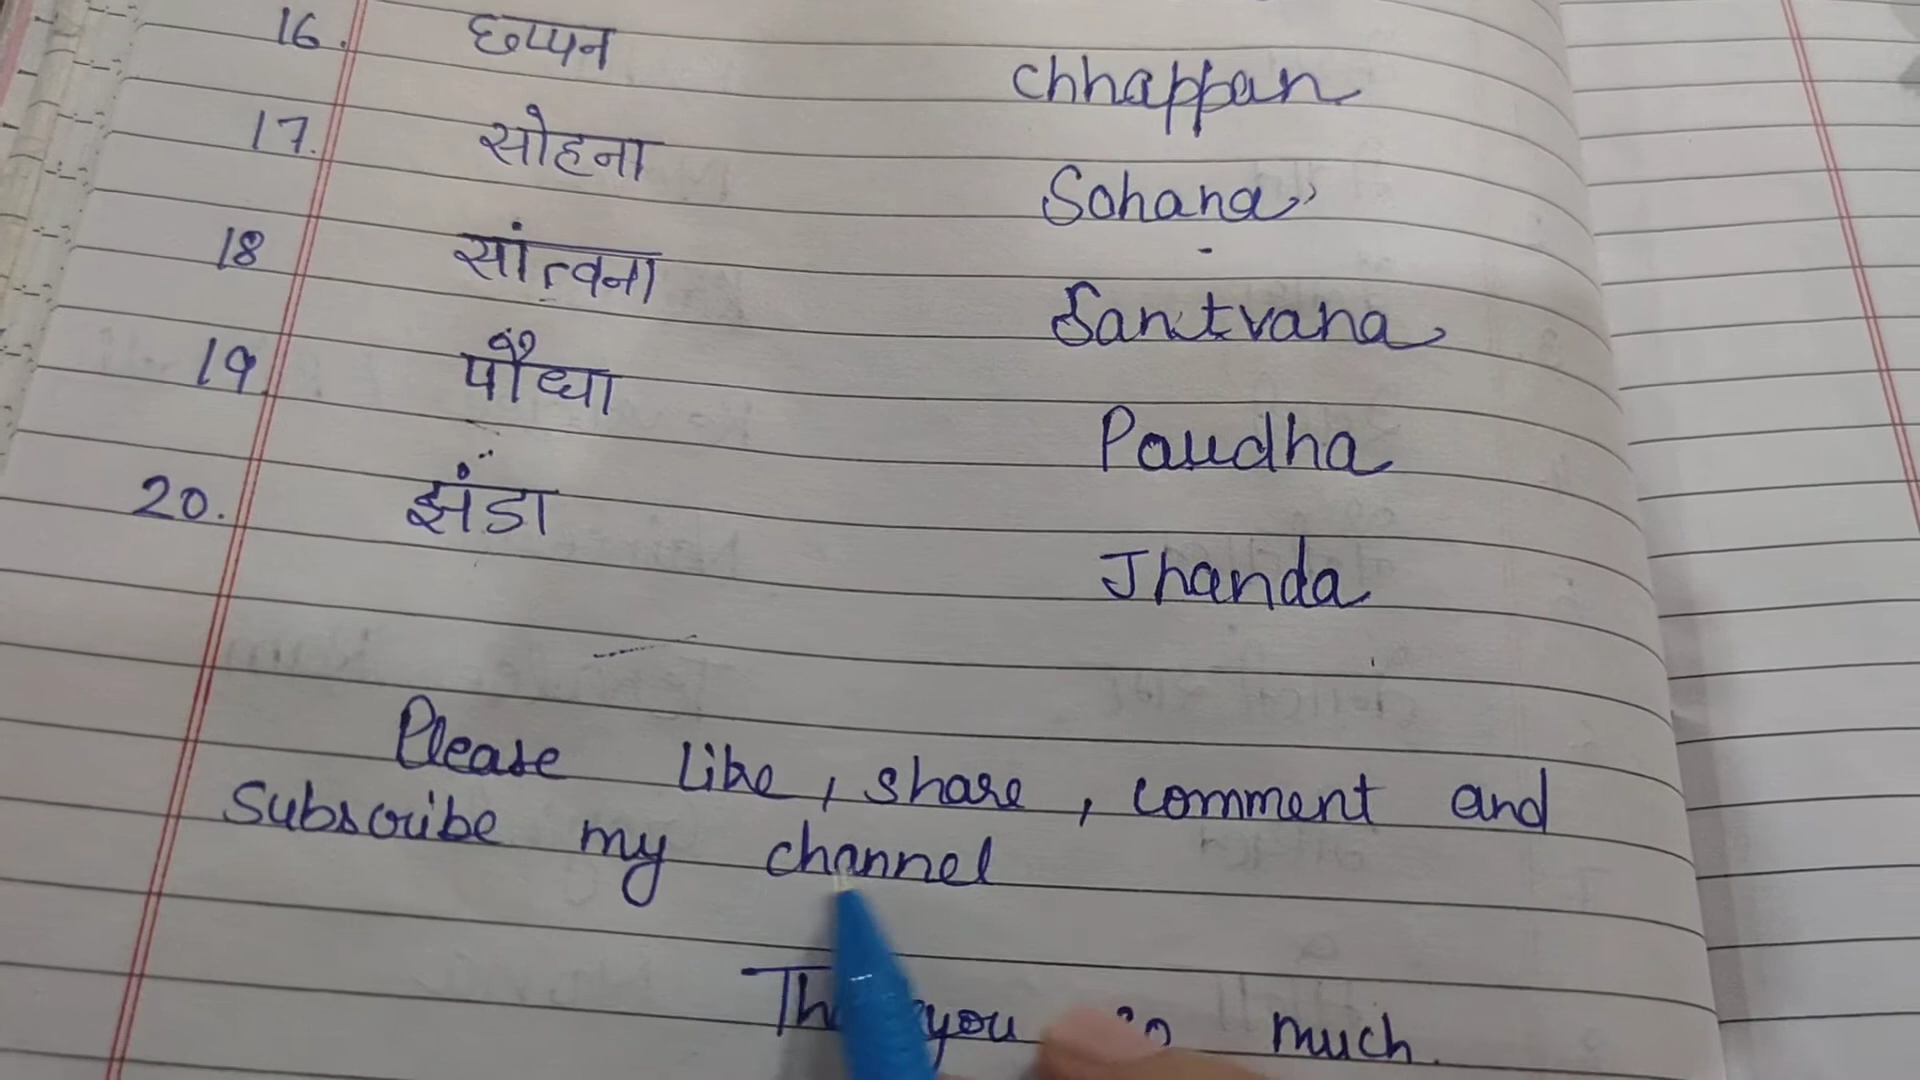 16. छप्पन Chhappan
17. सोहना Sohana
18 सांत्वना Santvana
19 पौधा Paudha
20. झंडा Jhanda
Please like, share, comment and
Subscribe my channel
you much.